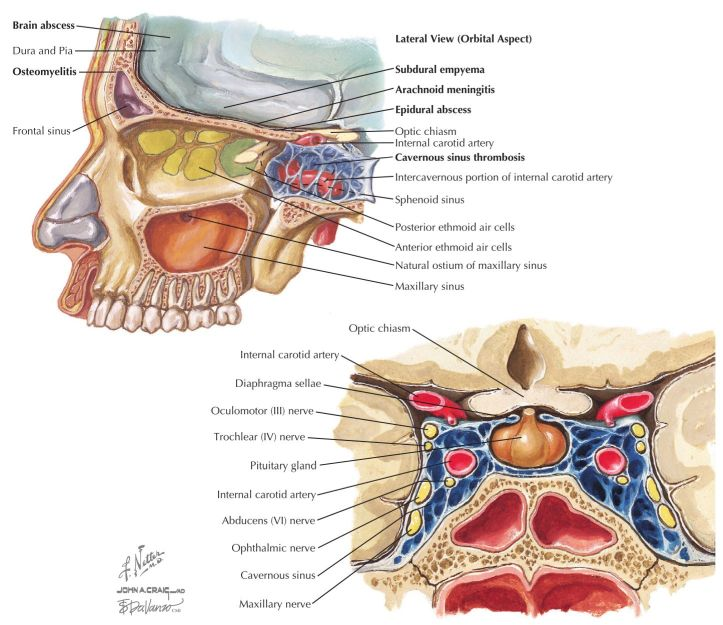 Brain abscess
Dura and Pia
Osteomyelitis
Frontal sinus
Lateral View (Orbital Aspect)
Subdural empyema
Arachnoid meningitis
Epidural abscess
Optic chiasm
Internal carotid artery
Cavernous sinus thrombosis
Intercavernous portion of internal carotid artery
Sphenoid sinus
Posterior ethmoid air cells
Anterior ethmoid air cells
Natural ostium of maxillary sinus
Maxillary sinus
Optic chiasm
Internal carotid artery
Diaphragma sellae
Oculomotor (III) nerve
Trochlear (IV) nerve
Pituitary gland
Internal carotid artery
Abducens (VI) nerve
Ophthalmic nerve
Cavernous sinus
Maxillary nerve
F. Netter
M.D.
JOHN A. CRAIG MD
DaVanzo
CMI